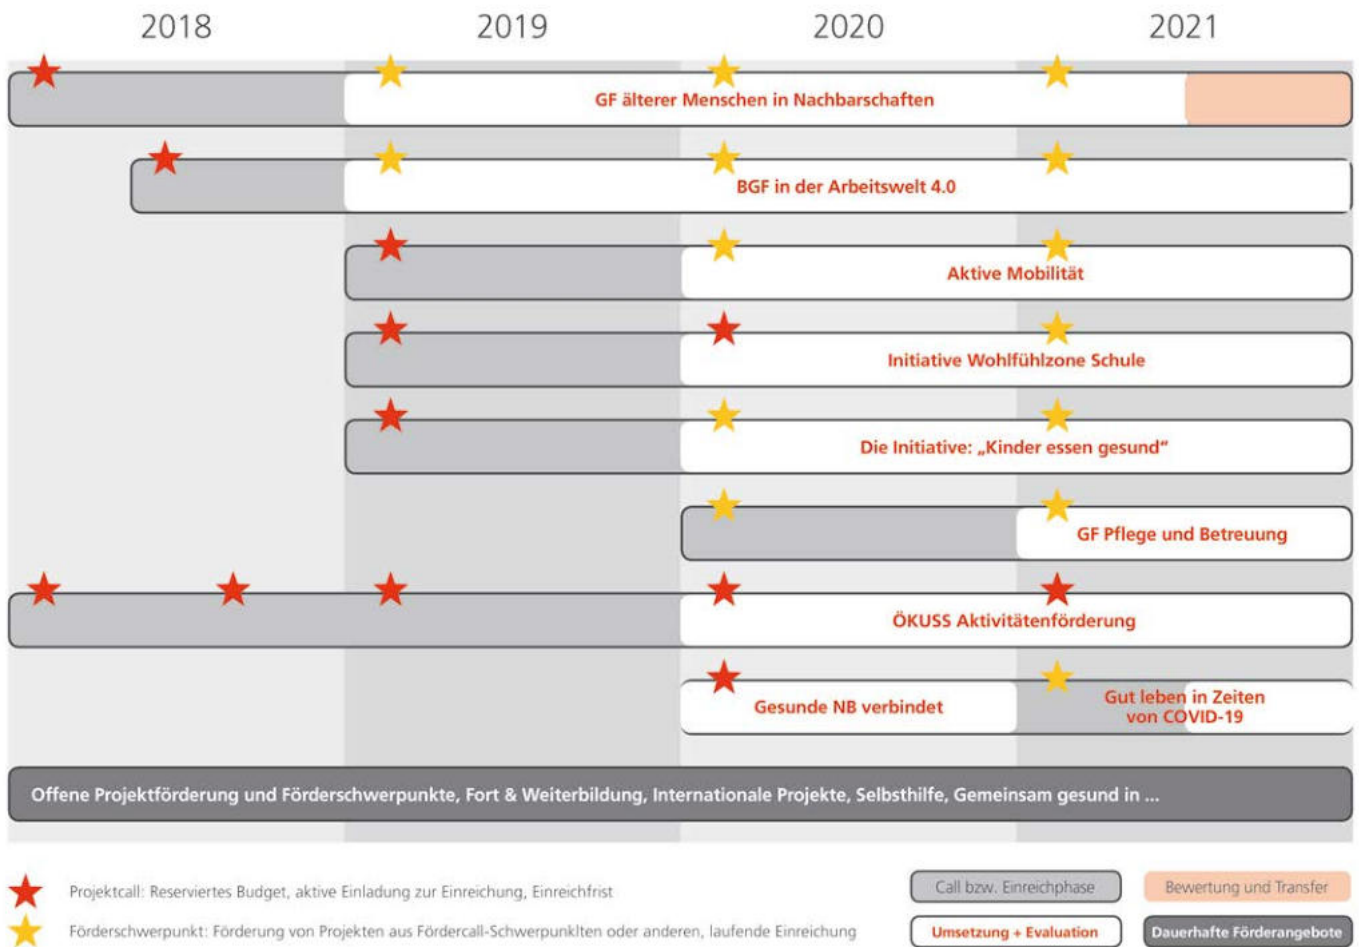 2018 2019 2020 2021
GF älterer Menschen in Nachbarschaften
BGF in der Arbeitswelt 4.0
Aktive Mobilität
Initiative Wohlfühlzone Schule
Die Initiative: „Kinder essen gesund“
GF Pflege und Betreuung
ÖKUSS Aktivitätenförderung
Gesunde NB verbindet
Gut leben in Zeiten
von COVID-19
Offene Projektförderung und Förderschwerpunkte, Fort & Weiterbildung, Internationale Projekte, Selbsthilfe, Gemeinsam gesund in ...
Projektcall: Reserviertes Budget, aktive Einladung zur Einreichung, Einreichfrist
Förderschwerpunkt: Förderung von Projekten aus Fördercall-Schwerpunklten oder anderen, laufende Einreichung
Call bzw. Einreichphase
Bewertung und Transfer
Umsetzung + Evaluation
Dauerhafte Förderangebote